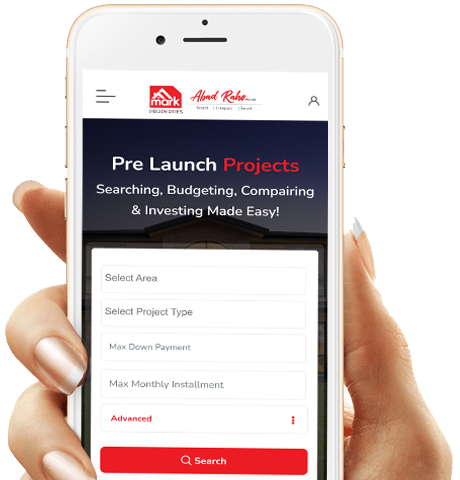 mark
PROPERTIES
Abad Raho
Pre Launch Projects
Searching, Budgeting, Compairing
& Investing Made Easy!
Select Area
Select Project Type
Max Down Payment
Max Monthly Installment
Advanced
Search